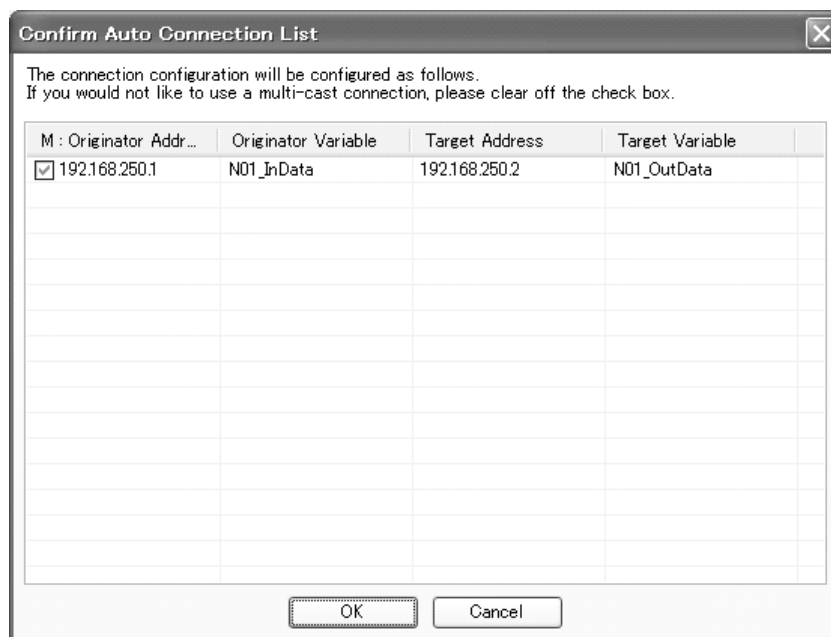 Confirm Auto Connection List
The connection configuration will be configured as follows.
If you would not like to use a multi-cast connection, please clear off the check box.
M : Originator Addr... Originator Variable Target Address Target Variable
192.168.250.1 N01_InData 192.168.250.2 N01_OutData
OK Cancel